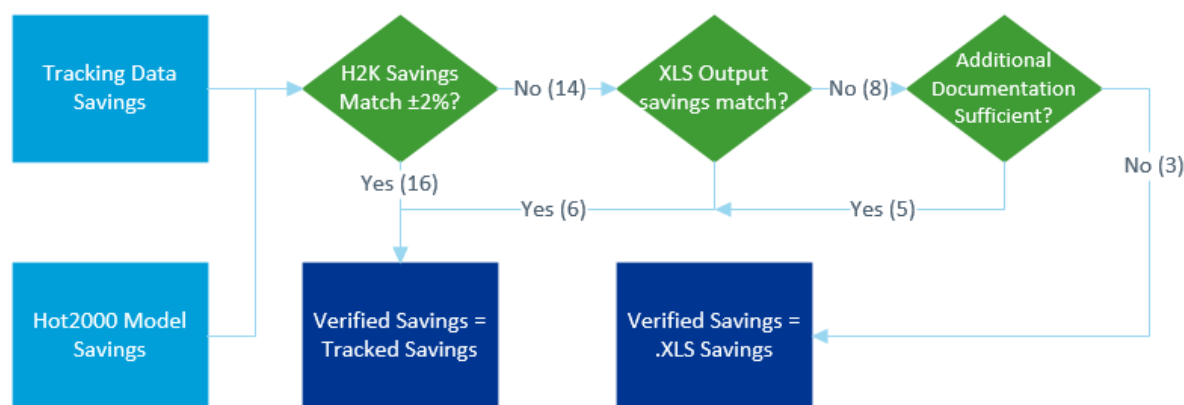 Tracking Data
Savings
H2K Savings
Match ±2%?
No (14)
XLS Output
savings match?
No (8)
Additional
Documentation
Sufficient?
No (3)
Yes (16)
Yes (6)
Yes (5)
Hot2000 Model
Savings
Verified Savings =
Tracked Savings
Verified Savings =
.XLS Savings